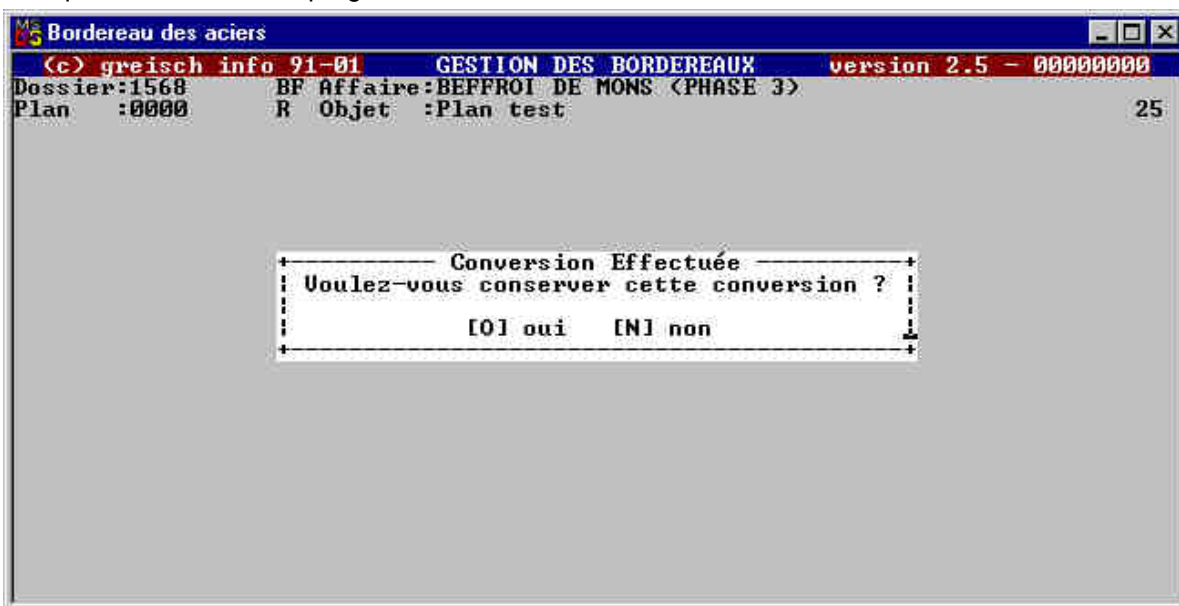 Bordereau des aciers
(c) greisch info 91-01 GESTION DES BORDEREAUX version 2.5 - 00000000
Dossier:1568 BF Affaire:BEFFROI DE MONS (PHASE 3)
Plan :0000 R Objet :Plan test 25
Conversion Effectuée
Voulez-vous conserver cette conversion ?
[O] oui [N] non